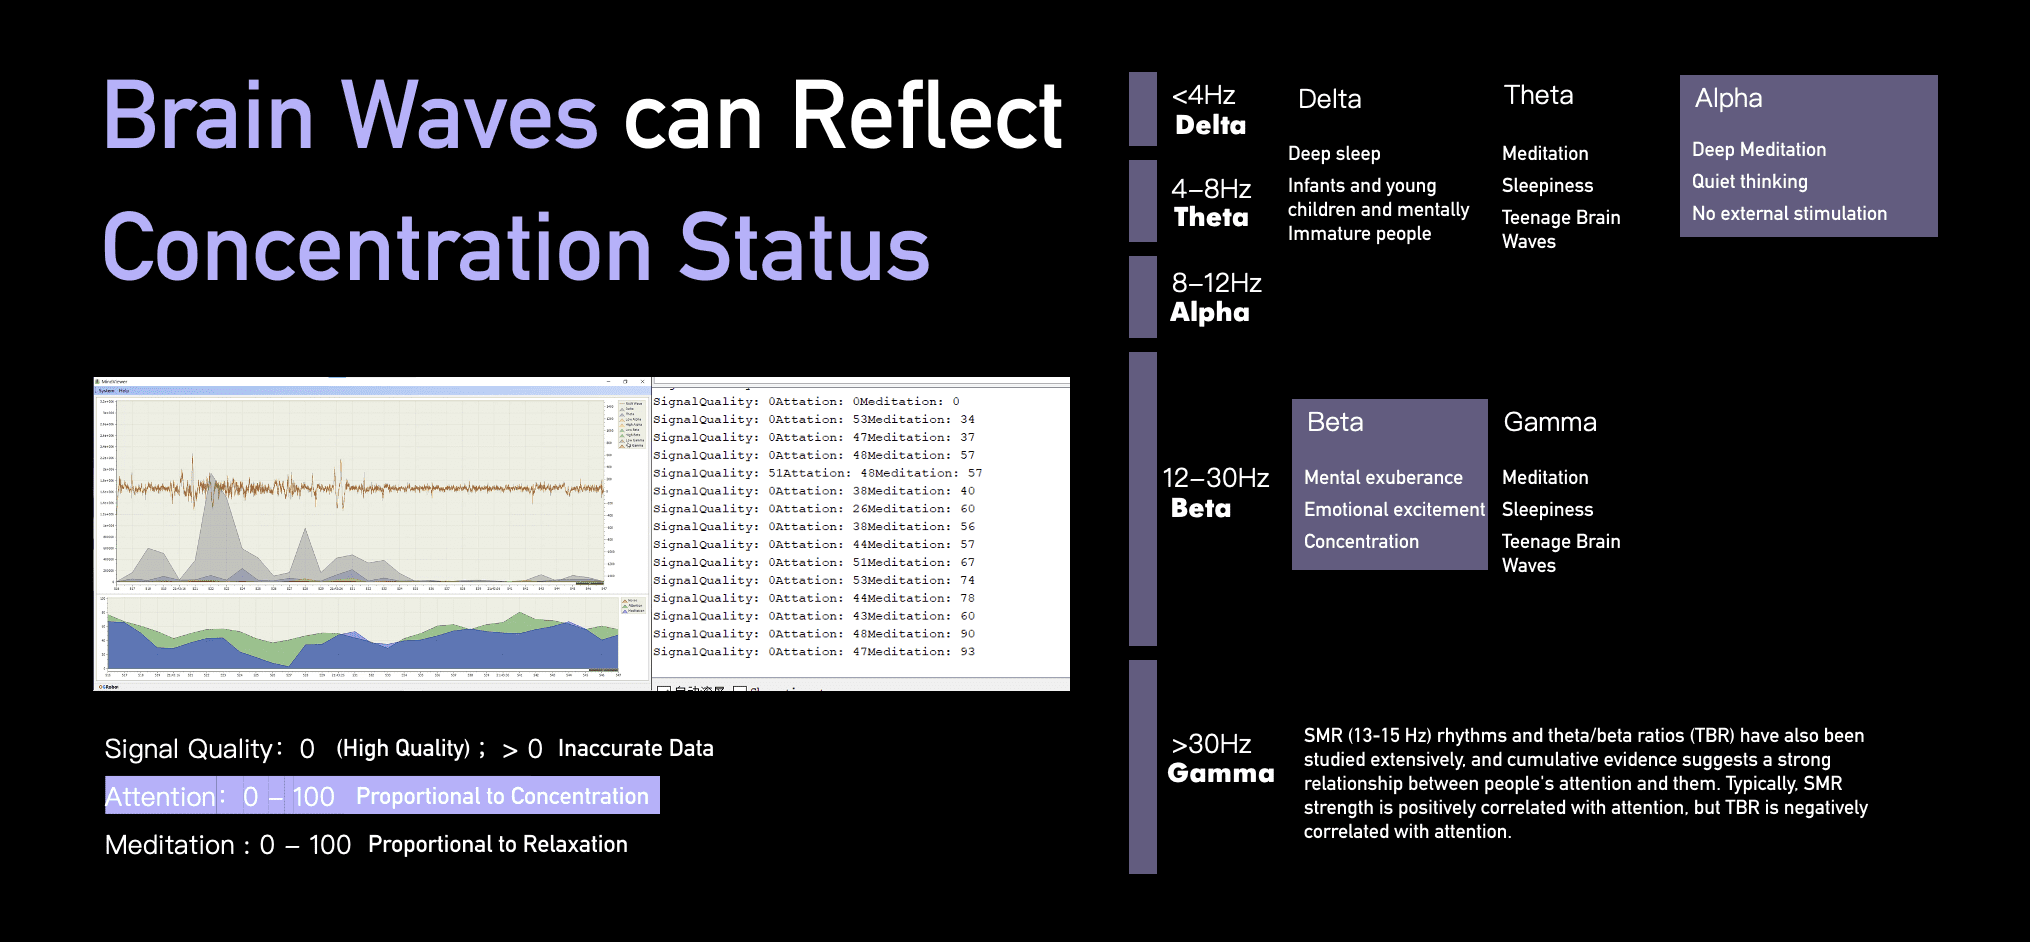 Brain Waves can Reflect
Concentration Status
MindViewer
System Help
SignalQuality: 0Attation: 0Meditation: 0
SignalQuality: 0Attation: 53Meditation: 34
SignalQuality: 0Attation: 47Meditation: 37
SignalQuality: 0Attation: 48Meditation: 57
SignalQuality: 51Attation: 48Meditation: 57
SignalQuality: 0Attation: 38Meditation: 40
SignalQuality: 0Attation: 26Meditation: 60
SignalQuality: 0Attation: 38Meditation: 56
SignalQuality: 0Attation: 44Meditation: 57
SignalQuality: 0Attation: 51Meditation: 67
SignalQuality: 0Attation: 53Meditation: 74
SignalQuality: 0Attation: 44Meditation: 78
SignalQuality: 0Attation: 43Meditation: 60
SignalQuality: 0Attation: 48Meditation: 90
SignalQuality: 0Attation: 47Meditation: 93
Signal Quality: 0 (High Quality) ; > 0 Inaccurate Data
Attention: 0 – 100 Proportional to Concentration
Meditation : 0 – 100 Proportional to Relaxation
<4Hz
Delta
4–8Hz
Theta
8–12Hz
Alpha
12–30Hz
Beta
>30Hz
Gamma
Delta
Deep sleep
Infants and young
children and mentally
Immature people
Theta
Meditation
Sleepiness
Teenage Brain
Waves
Alpha
Deep Meditation
Quiet thinking
No external stimulation
Beta
Mental exuberance
Emotional excitement
Concentration
Gamma
Meditation
Sleepiness
Teenage Brain
Waves
SMR (13-15 Hz) rhythms and theta/beta ratios (TBR) have also been
studied extensively, and cumulative evidence suggests a strong
relationship between people's attention and them. Typically, SMR
strength is positively correlated with attention, but TBR is negatively
correlated with attention.